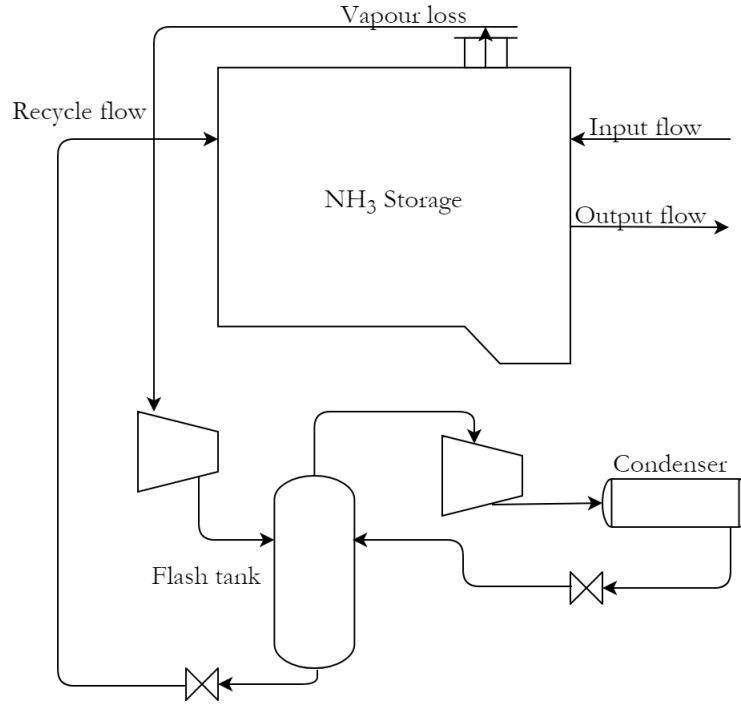 Vapour loss
Recycle flow
Input flow
NH₃ Storage
Output flow
Condenser
Flash tank